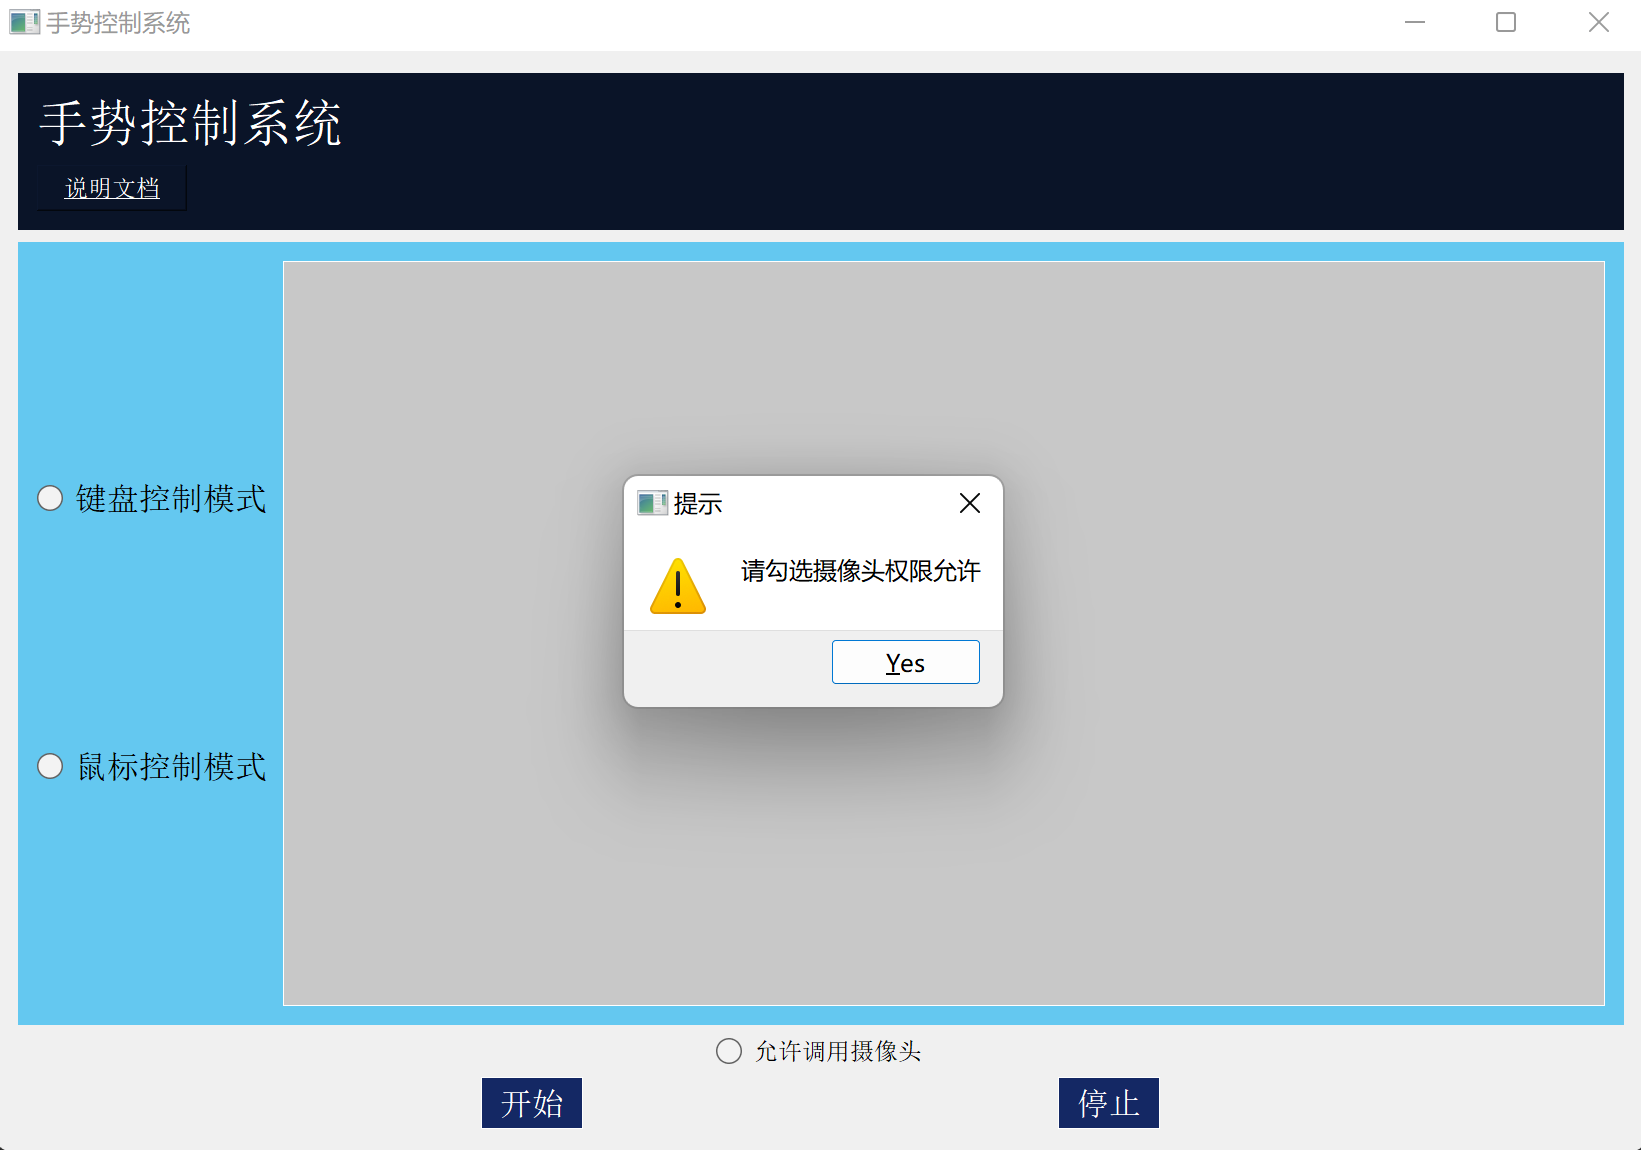 手势控制系统
手势控制系统
说明文档
键盘控制模式
提示
请勾选摄像头权限允许
Yes
鼠标控制模式
允许调用摄像头
开始
停止